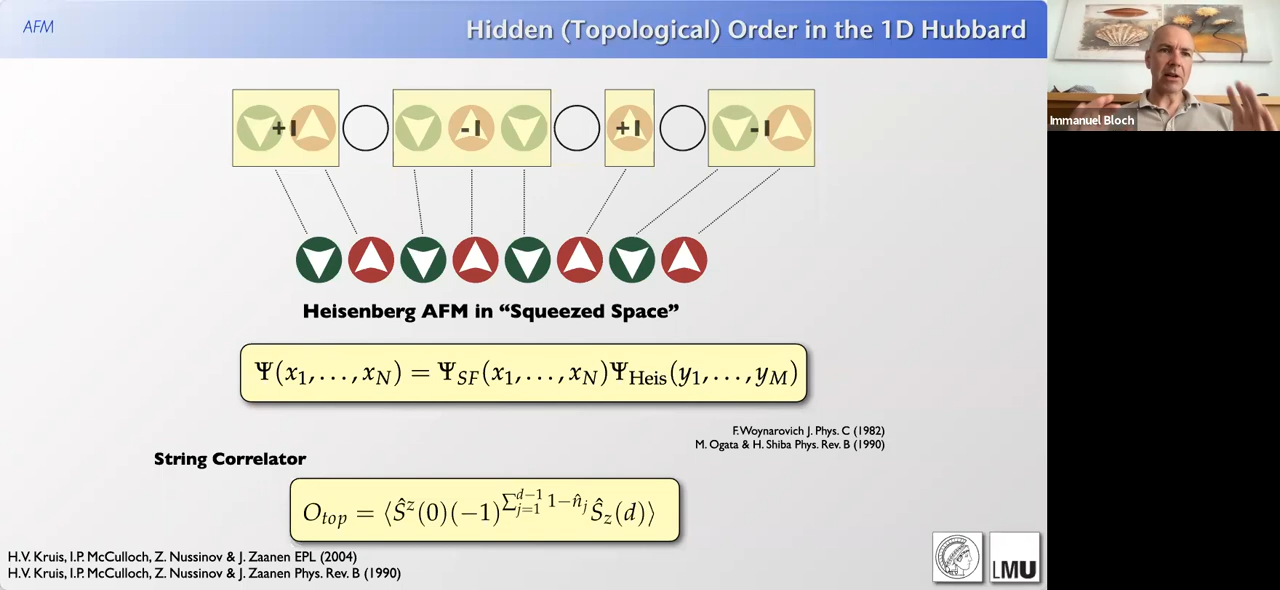 AFM
Hidden (Topological) Order in the 1D Hubbard
Immanuel Bloch
+1 -1 +1 -1
Heisenberg AFM in “Squeezed Space”
Ψ(x₁,…,x_N) = Ψ_SF(x₁,…,x_N)Ψ_Heis(y₁,…,y_M)
F. Woynarovich J. Phys. C (1982)
M. Ogata & H. Shiba Phys. Rev. B (1990)
String Correlator
O_top = ⟨Ŝ^z(0)(-1)^{∑_{j=1}^{d-1} 1-n̂_j} Ŝ_z(d)⟩
H.V. Kruis, I.P. McCulloch, Z. Nussinov & J. Zaanen EPL (2004)
H.V. Kruis, I.P. McCulloch, Z. Nussinov & J. Zaanen Phys. Rev. B (1990)
LMU